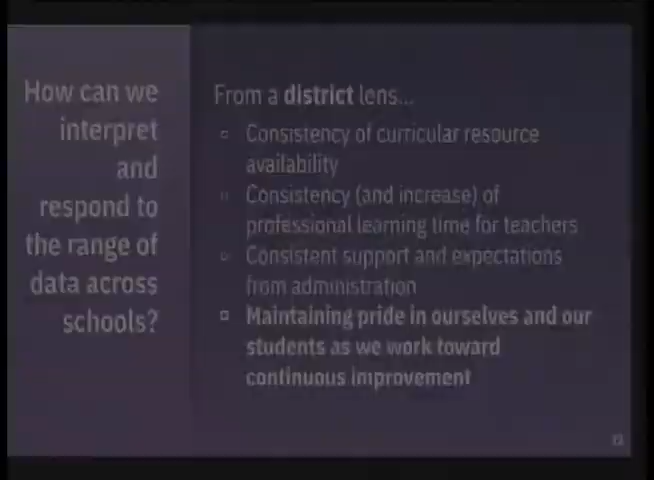 How can we
interpret
and
respond to
the range of
data across
schools?
From a district lens...
Consistency of curricular resource
availability
Consistency (and increase) of
professional learning time for teachers
Consistent support and expectations
from administration
Maintaining pride in ourselves and our
students as we work toward
continuous improvement